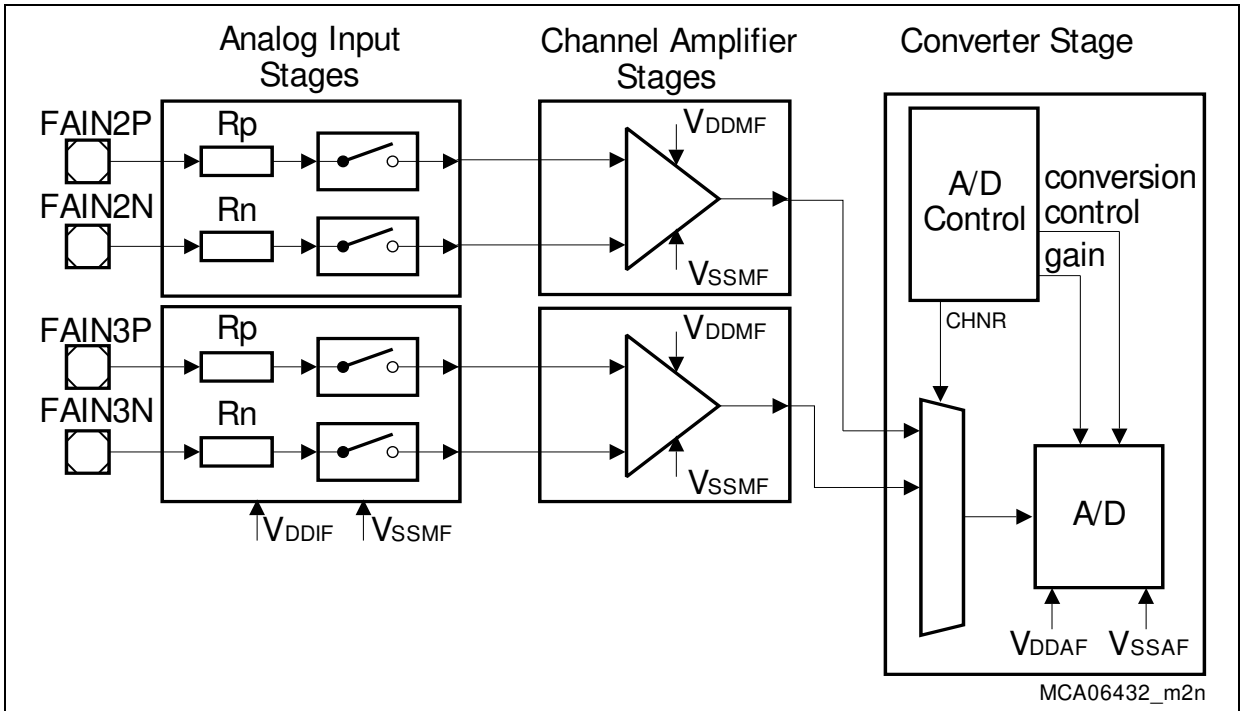 Analog Input
Stages
Channel Amplifier
Stages
Converter Stage
FAIN2P
Rp
FAIN2N
Rn
VDDMF
VSSMF
A/D
Control
conversion
control
gain
CHNR
FAIN3P
Rp
FAIN3N
Rn
VDDMF
VSSMF
VDDIF
VSSMF
A/D
VDDAF
VSSAF
MCA06432_m2n